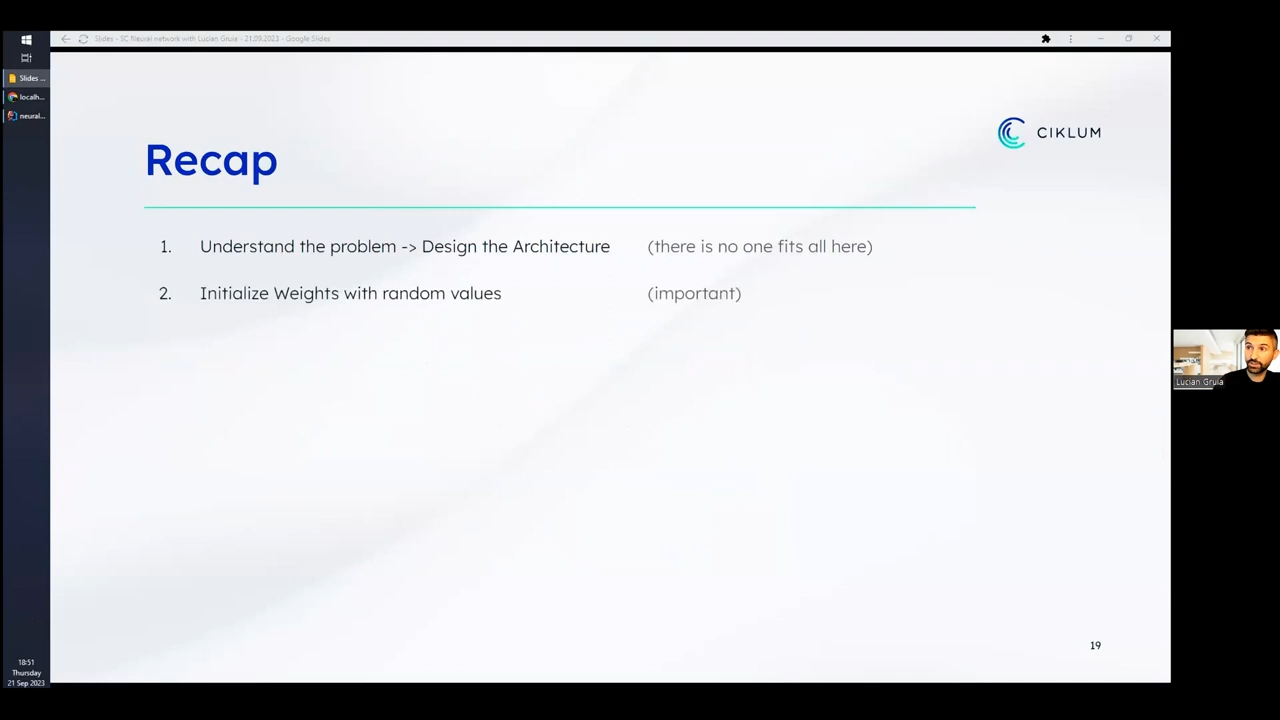 Slides - SC Neural network with Lucian Gruia - 21.09.2023 - Google Slides
Slides ...
localh...
neural...
CIKLUM
Recap
1. Understand the problem -> Design the Architecture (there is no one fits all here)
2. Initialize Weights with random values (important)
Lucian Gruia
19
18:51
Thursday
21 Sep 2023